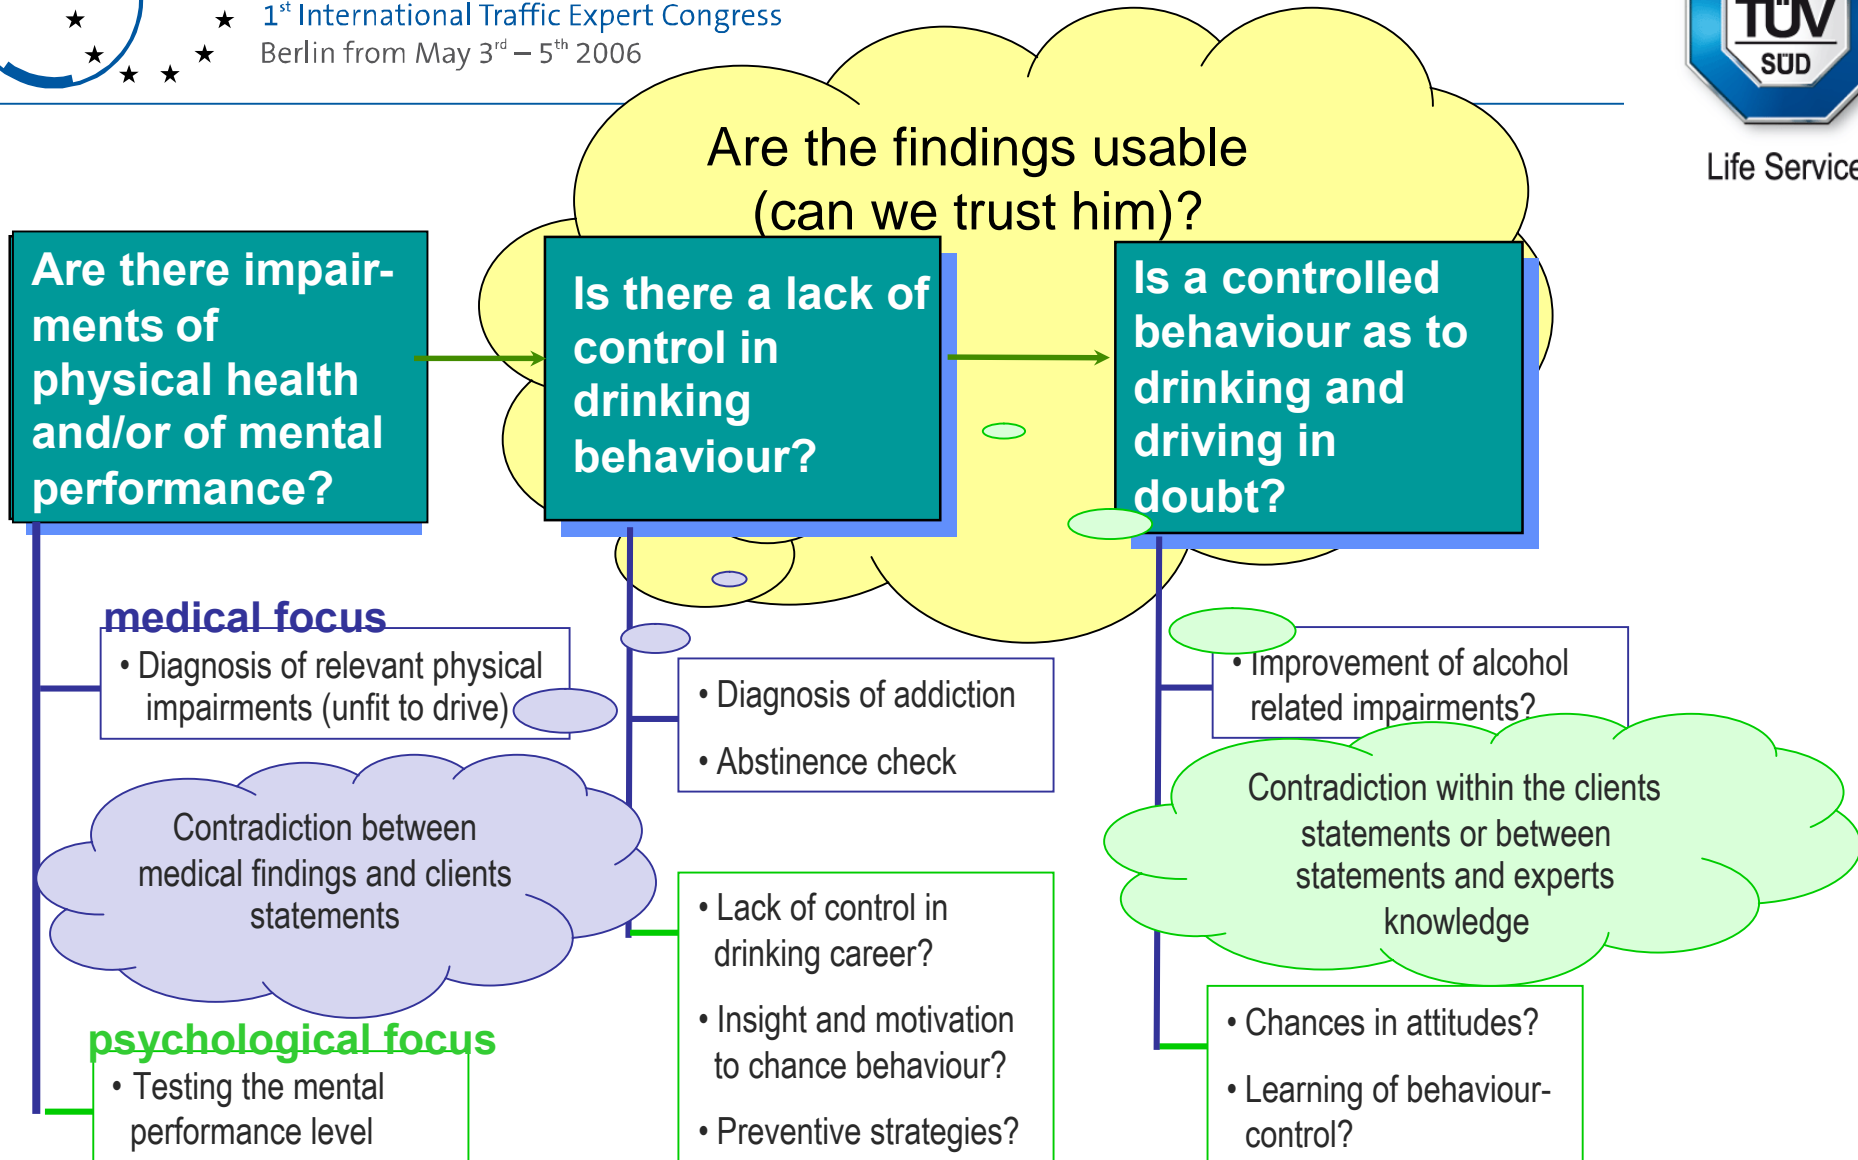 1st International Traffic Expert Congress
Berlin from May 3rd – 5th 2006
TÜV
SÜD
Life Service
Are the findings usable
(can we trust him)?
Are there impair-
ments of
physical health
and/or of mental
performance?
Is there a lack of
control in
drinking
behaviour?
Is a controlled
behaviour as to
drinking and
driving in
doubt?
medical focus
• Diagnosis of relevant physical
impairments (unfit to drive)
• Diagnosis of addiction
• Abstinence check
• Improvement of alcohol
related impairments?
Contradiction between
medical findings and clients
statements
Contradiction within the clients
statements or between
statements and experts
knowledge
psychological focus
• Testing the mental
performance level
• Lack of control in
drinking career?
• Insight and motivation
to chance behaviour?
• Preventive strategies?
• Chances in attitudes?
• Learning of behaviour-
control?